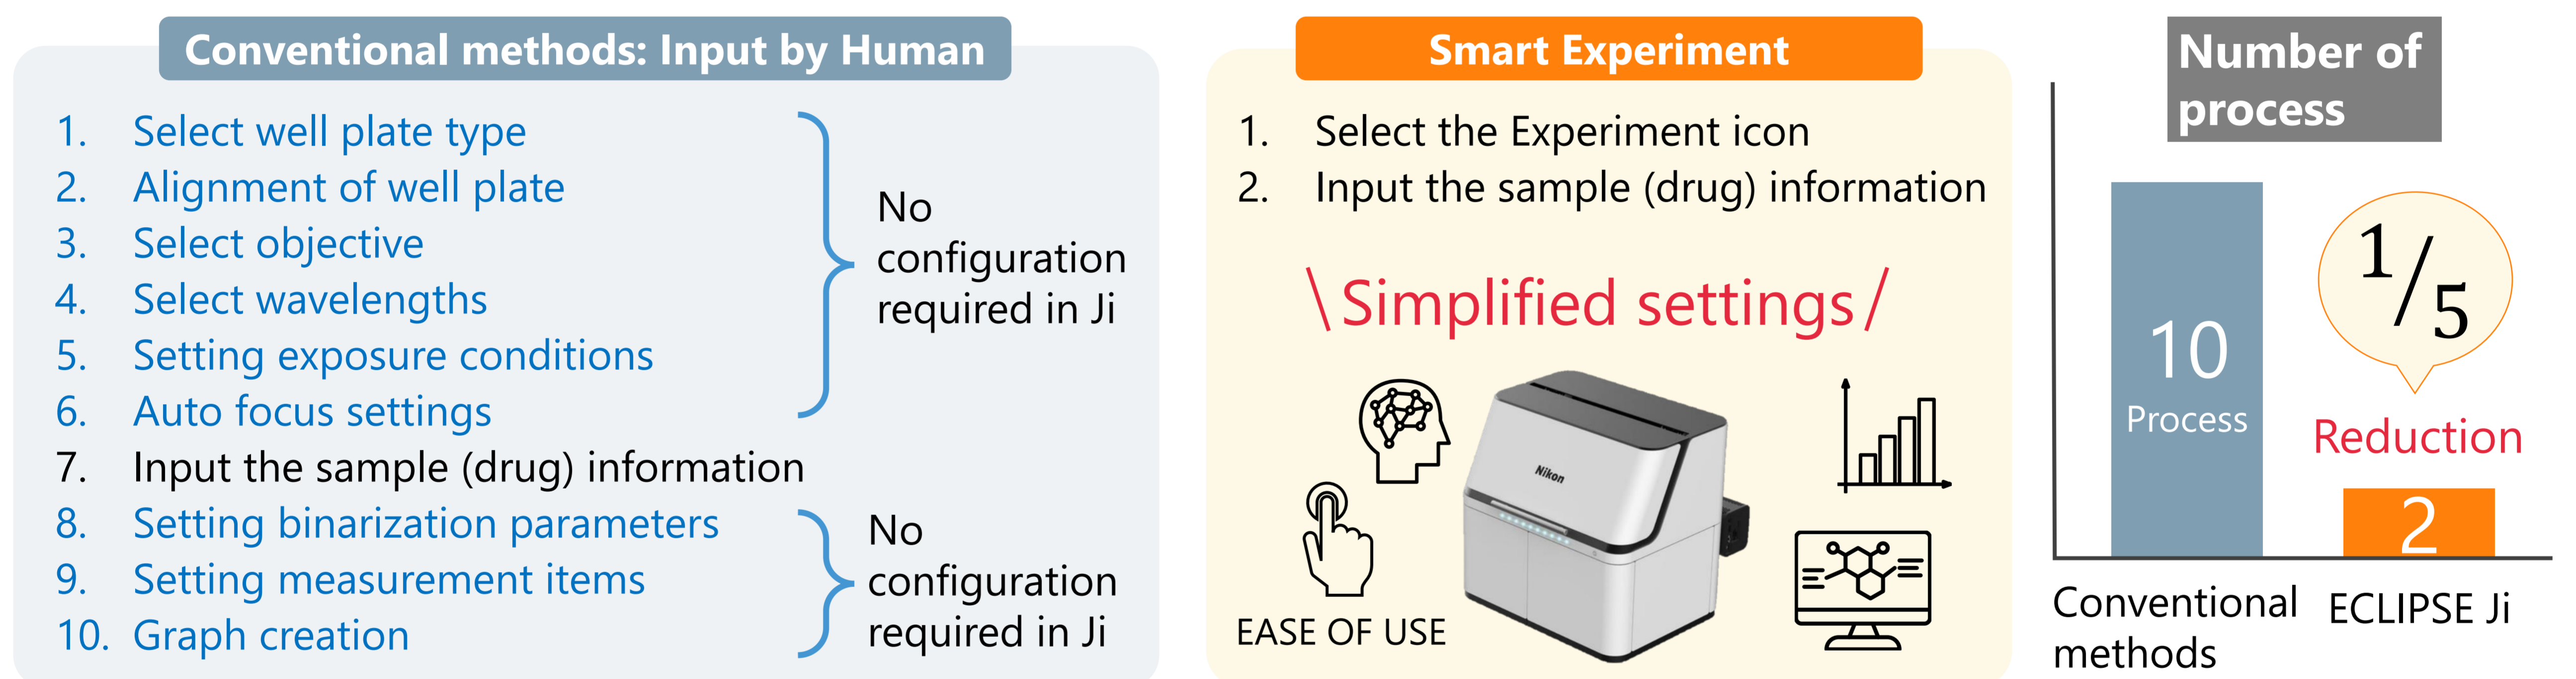 Conventional methods: Input by Human
1. Select well plate type
2. Alignment of well plate
3. Select objective
4. Select wavelengths
5. Setting exposure conditions
6. Auto focus settings
No
configuration
required in Ji
7. Input the sample (drug) information
8. Setting binarization parameters
9. Setting measurement items
10. Graph creation
No
configuration
required in Ji
Smart Experiment
1. Select the Experiment icon
2. Input the sample (drug) information
\ Simplified settings /
Nikon
EASE OF USE
Number of
process
10
Process
1/5
Reduction
2
Conventional
methods
ECLIPSE Ji